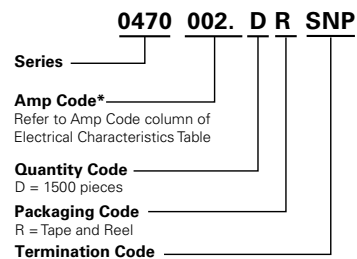 0470 002. D R SNP
Series
Amp Code*
Refer to Amp Code column of
Electrical Characteristics Table
Quantity Code
D = 1500 pieces
Packaging Code
R = Tape and Reel
Termination Code